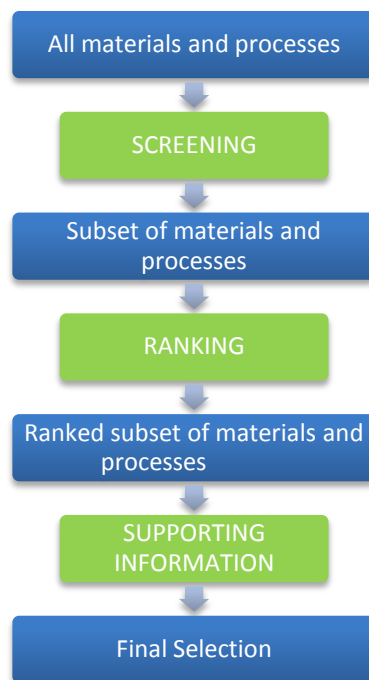 All materials and processes
SCREENING
Subset of materials and
processes
RANKING
Ranked subset of materials and
processes
SUPPORTING
INFORMATION
Final Selection